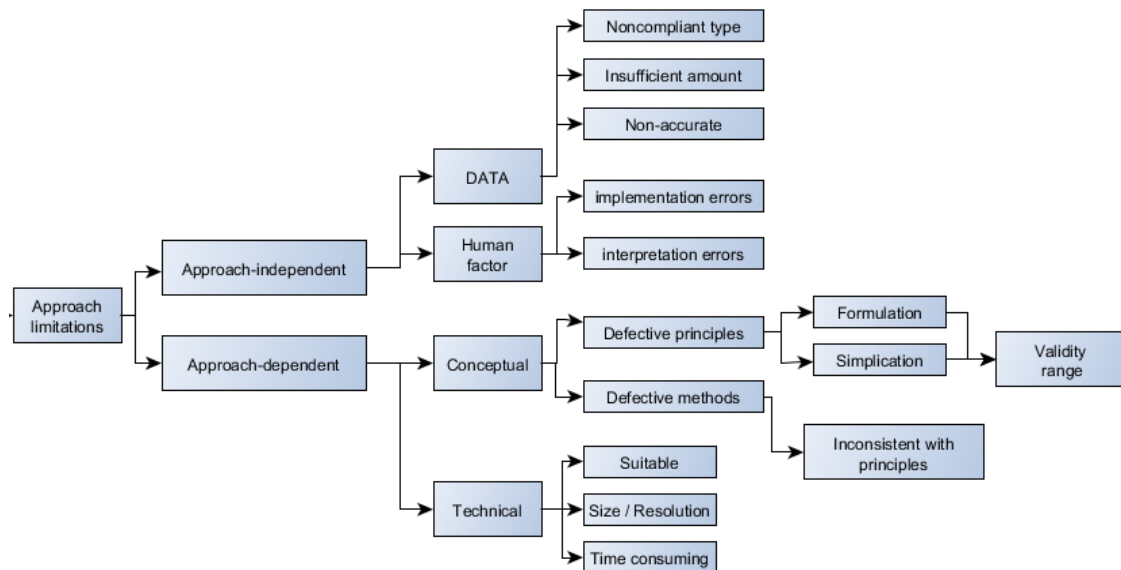 Noncompliant type
Insufficient amount
Non-accurate
DATA
implementation errors
Human
factor
interpretation errors
Approach-independent
Approach
limitations
Approach-dependent
Conceptual
Defective principles
Formulation
Simplication
Validity
range
Defective methods
Inconsistent with
principles
Suitable
Technical
Size / Resolution
Time consuming